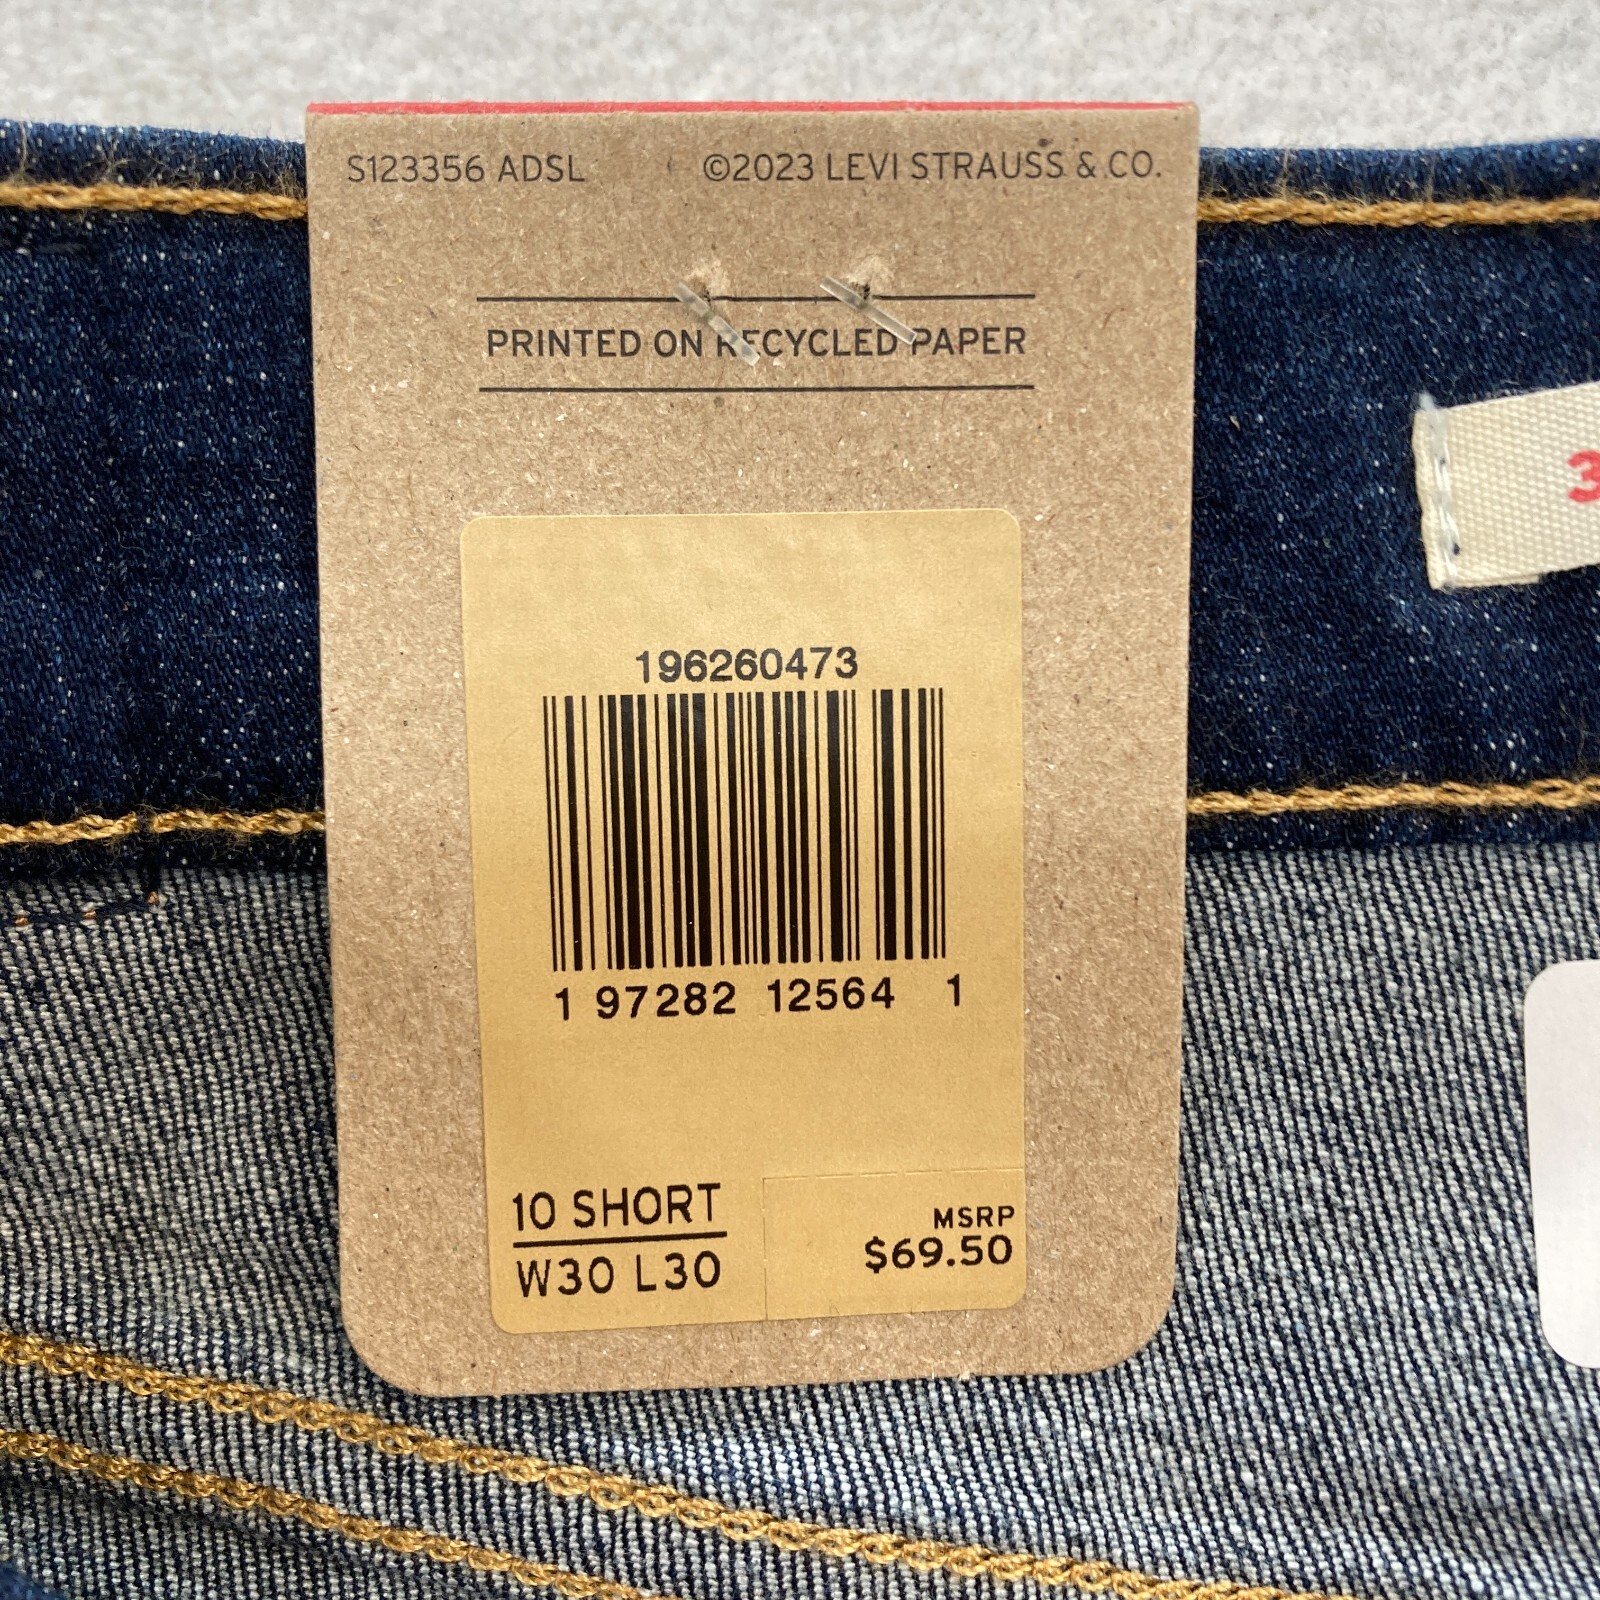 S123356 ADSL ©2023 LEVI STRAUSS & CO.
PRINTED ON RECYCLED PAPER
196260473
1 97282 12564 1
10 SHORT
W30 L30
MSRP
$69.50
3